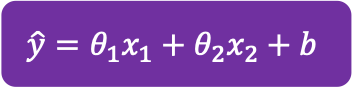 ŷ = θ₁x₁ + θ₂x₂ + b